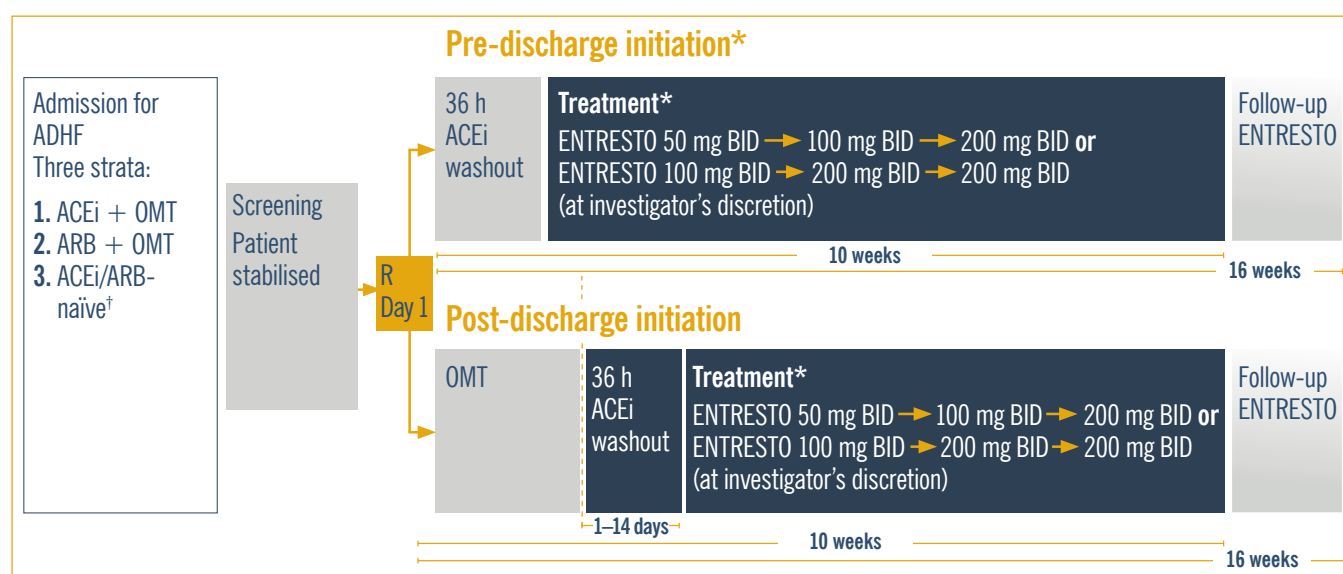 Pre-discharge initiation*
Admission for
ADHF
Three strata:
1. ACEi + OMT
2. ARB + OMT
3. ACEi/ARB-
naïve†
Screening
Patient
stabilised
R
Day 1
36 h
ACEi
washout
Treatment*
ENTRESTO 50 mg BID → 100 mg BID → 200 mg BID or
ENTRESTO 100 mg BID → 200 mg BID → 200 mg BID
(at investigator's discretion)
Follow-up
ENTRESTO
10 weeks
16 weeks
Post-discharge initiation
OMT
36 h
ACEi
washout
Treatment*
ENTRESTO 50 mg BID → 100 mg BID → 200 mg BID or
ENTRESTO 100 mg BID → 200 mg BID → 200 mg BID
(at investigator's discretion)
Follow-up
ENTRESTO
1–14 days
10 weeks
16 weeks